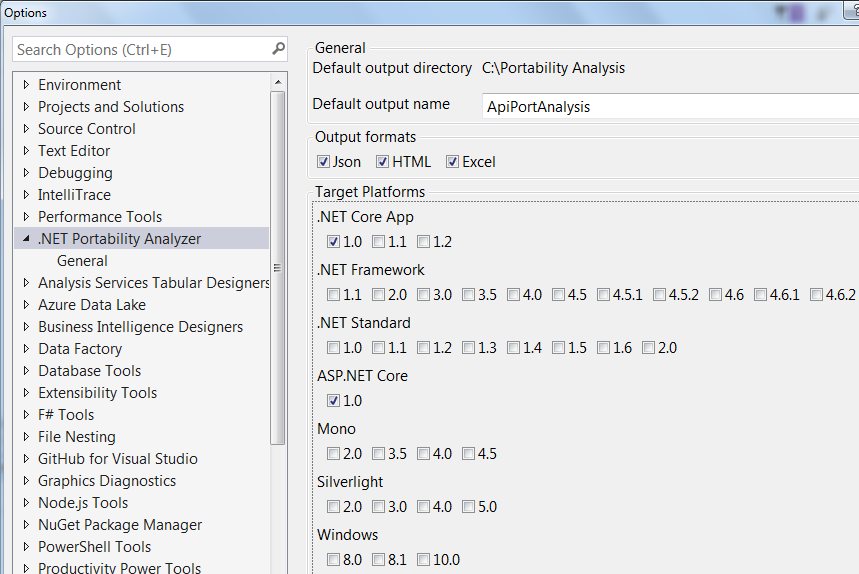 Options
Search Options (Ctrl+E)
Environment
Projects and Solutions
Source Control
Text Editor
Debugging
IntelliTrace
Performance Tools
.NET Portability Analyzer
General
Analysis Services Tabular Designers
Azure Data Lake
Business Intelligence Designers
Data Factory
Database Tools
Extensibility Tools
F# Tools
File Nesting
GitHub for Visual Studio
Graphics Diagnostics
Node.js Tools
NuGet Package Manager
PowerShell Tools
Productivity Power Tools
General
Default output directory C:\Portability Analysis
Default output name ApiPortAnalysis
Output formats
Json HTML Excel
Target Platforms
.NET Core App
1.0 1.1 1.2
.NET Framework
1.1 2.0 3.0 3.5 4.0 4.5 4.5.1 4.5.2 4.6 4.6.1 4.6.2
.NET Standard
1.0 1.1 1.2 1.3 1.4 1.5 1.6 2.0
ASP.NET Core
1.0
Mono
2.0 3.5 4.0 4.5
Silverlight
2.0 3.0 4.0 5.0
Windows
8.0 8.1 10.0